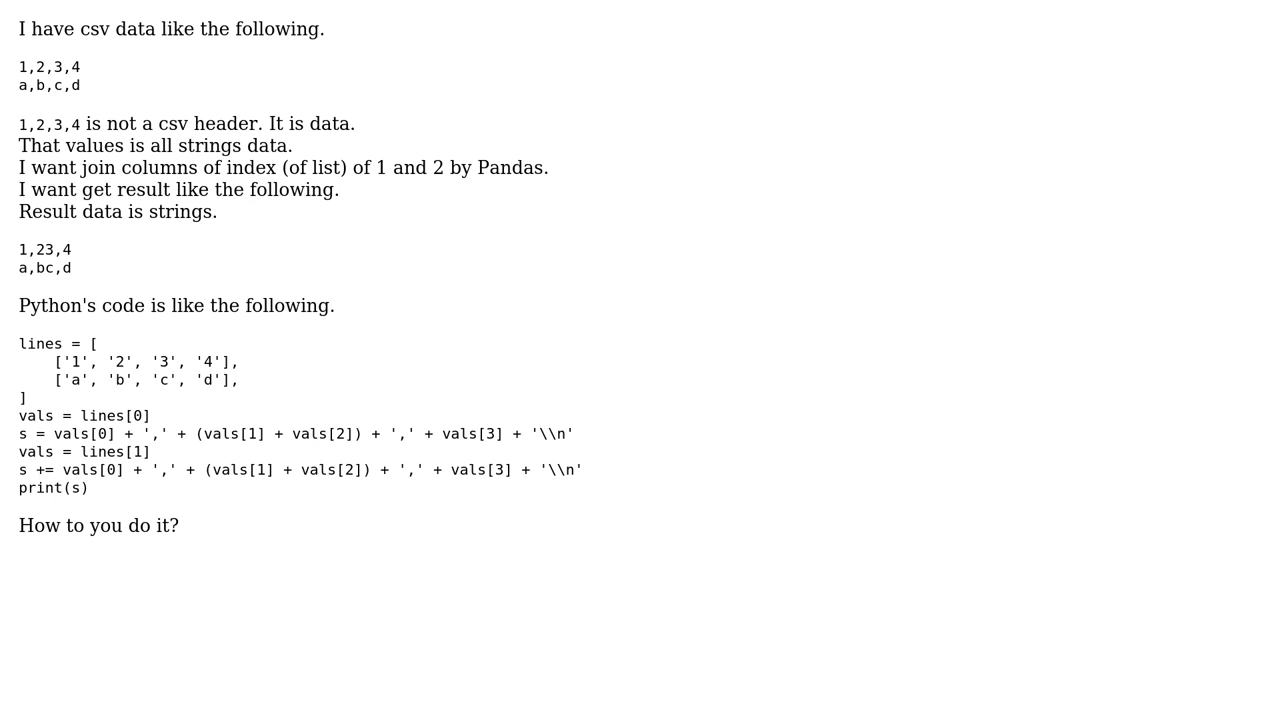 I have csv data like the following.
1,2,3,4
a,b,c,d
1,2,3,4 is not a csv header. It is data.
That values is all strings data.
I want join columns of index (of list) of 1 and 2 by Pandas.
I want get result like the following.
Result data is strings.
1,23,4
a,bc,d
Python's code is like the following.
lines = [
    ['1', '2', '3', '4'],
    ['a', 'b', 'c', 'd'],
]
vals = lines[0]
s = vals[0] + ',' + (vals[1] + vals[2]) + ',' + vals[3] + '\\n'
vals = lines[1]
s += vals[0] + ',' + (vals[1] + vals[2]) + ',' + vals[3] + '\\n'
print(s)
How to you do it?